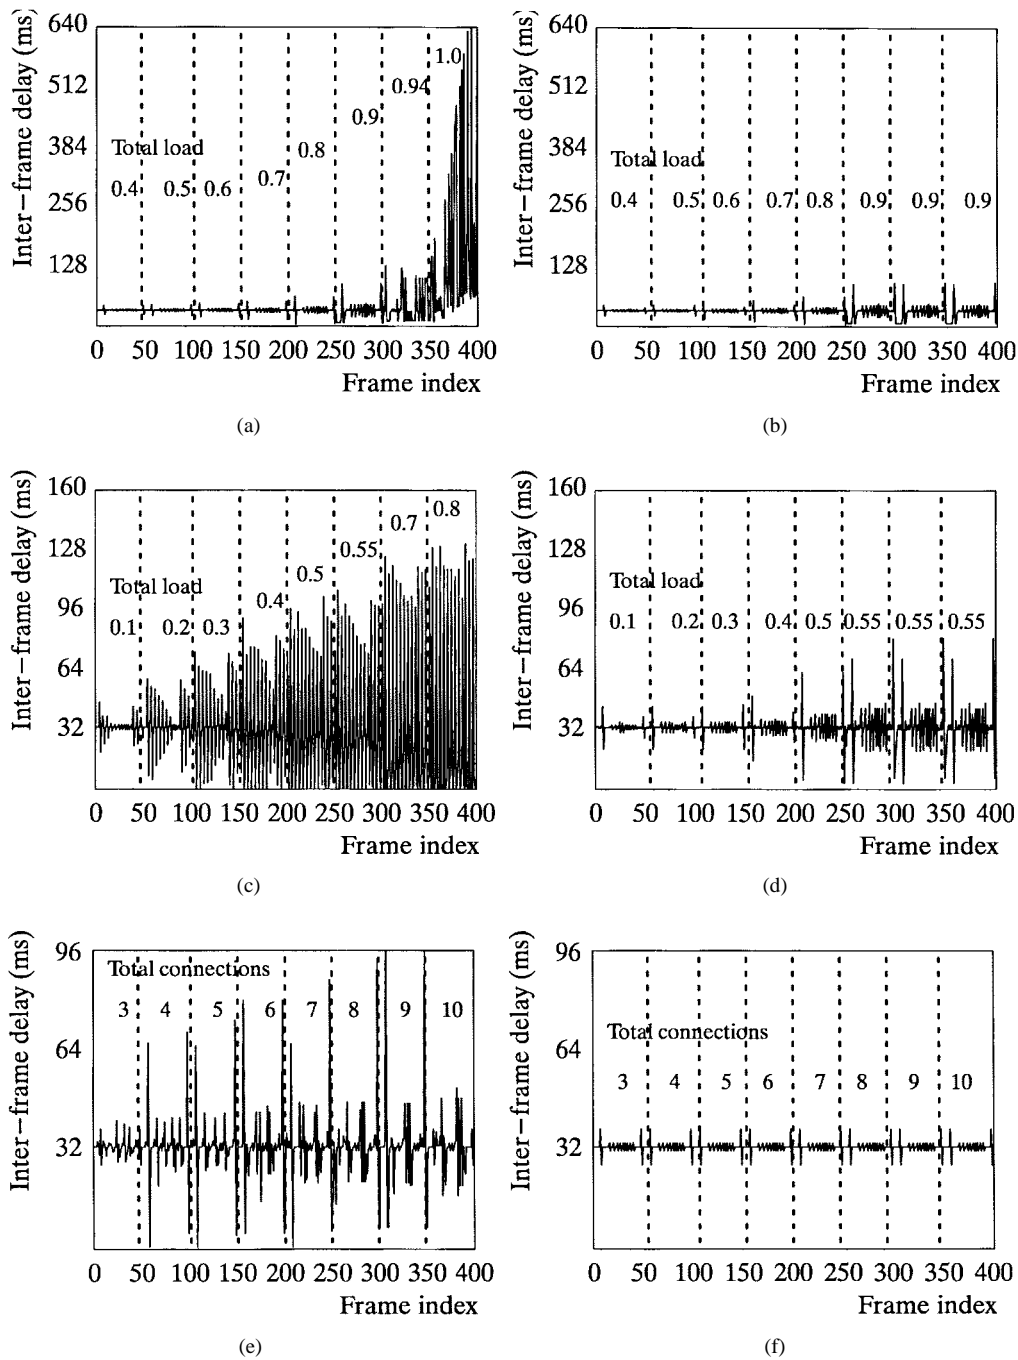 Inter-frame delay (ms)
640
512
384
256
128
Total load
0.4
0.5
0.6
0.7
0.8
0.9
0.94
1.0
0 50 100 150 200 250 300 350 400
Frame index
(a)
Inter-frame delay (ms)
640
512
384
256
128
Total load
0.4 0.5 0.6 0.7 0.8 0.9 0.9 0.9
0 50 100 150 200 250 300 350 400
Frame index
(b)
Inter-frame delay (ms)
160
128
96
64
32
Total load
0.1
0.2
0.3
0.4
0.5
0.55
0.7
0.8
0 50 100 150 200 250 300 350 400
Frame index
(c)
Inter-frame delay (ms)
160
128
96
64
32
Total load
0.1 0.2 0.3 0.4 0.5 0.55 0.55 0.55
0 50 100 150 200 250 300 350 400
Frame index
(d)
Inter-frame delay (ms)
96
64
32
Total connections
3 4 5 6 7 8 9 10
0 50 100 150 200 250 300 350 400
Frame index
(e)
Inter-frame delay (ms)
96
64
32
Total connections
3 4 5 6 7 8 9 10
0 50 100 150 200 250 300 350 400
Frame index
(f)